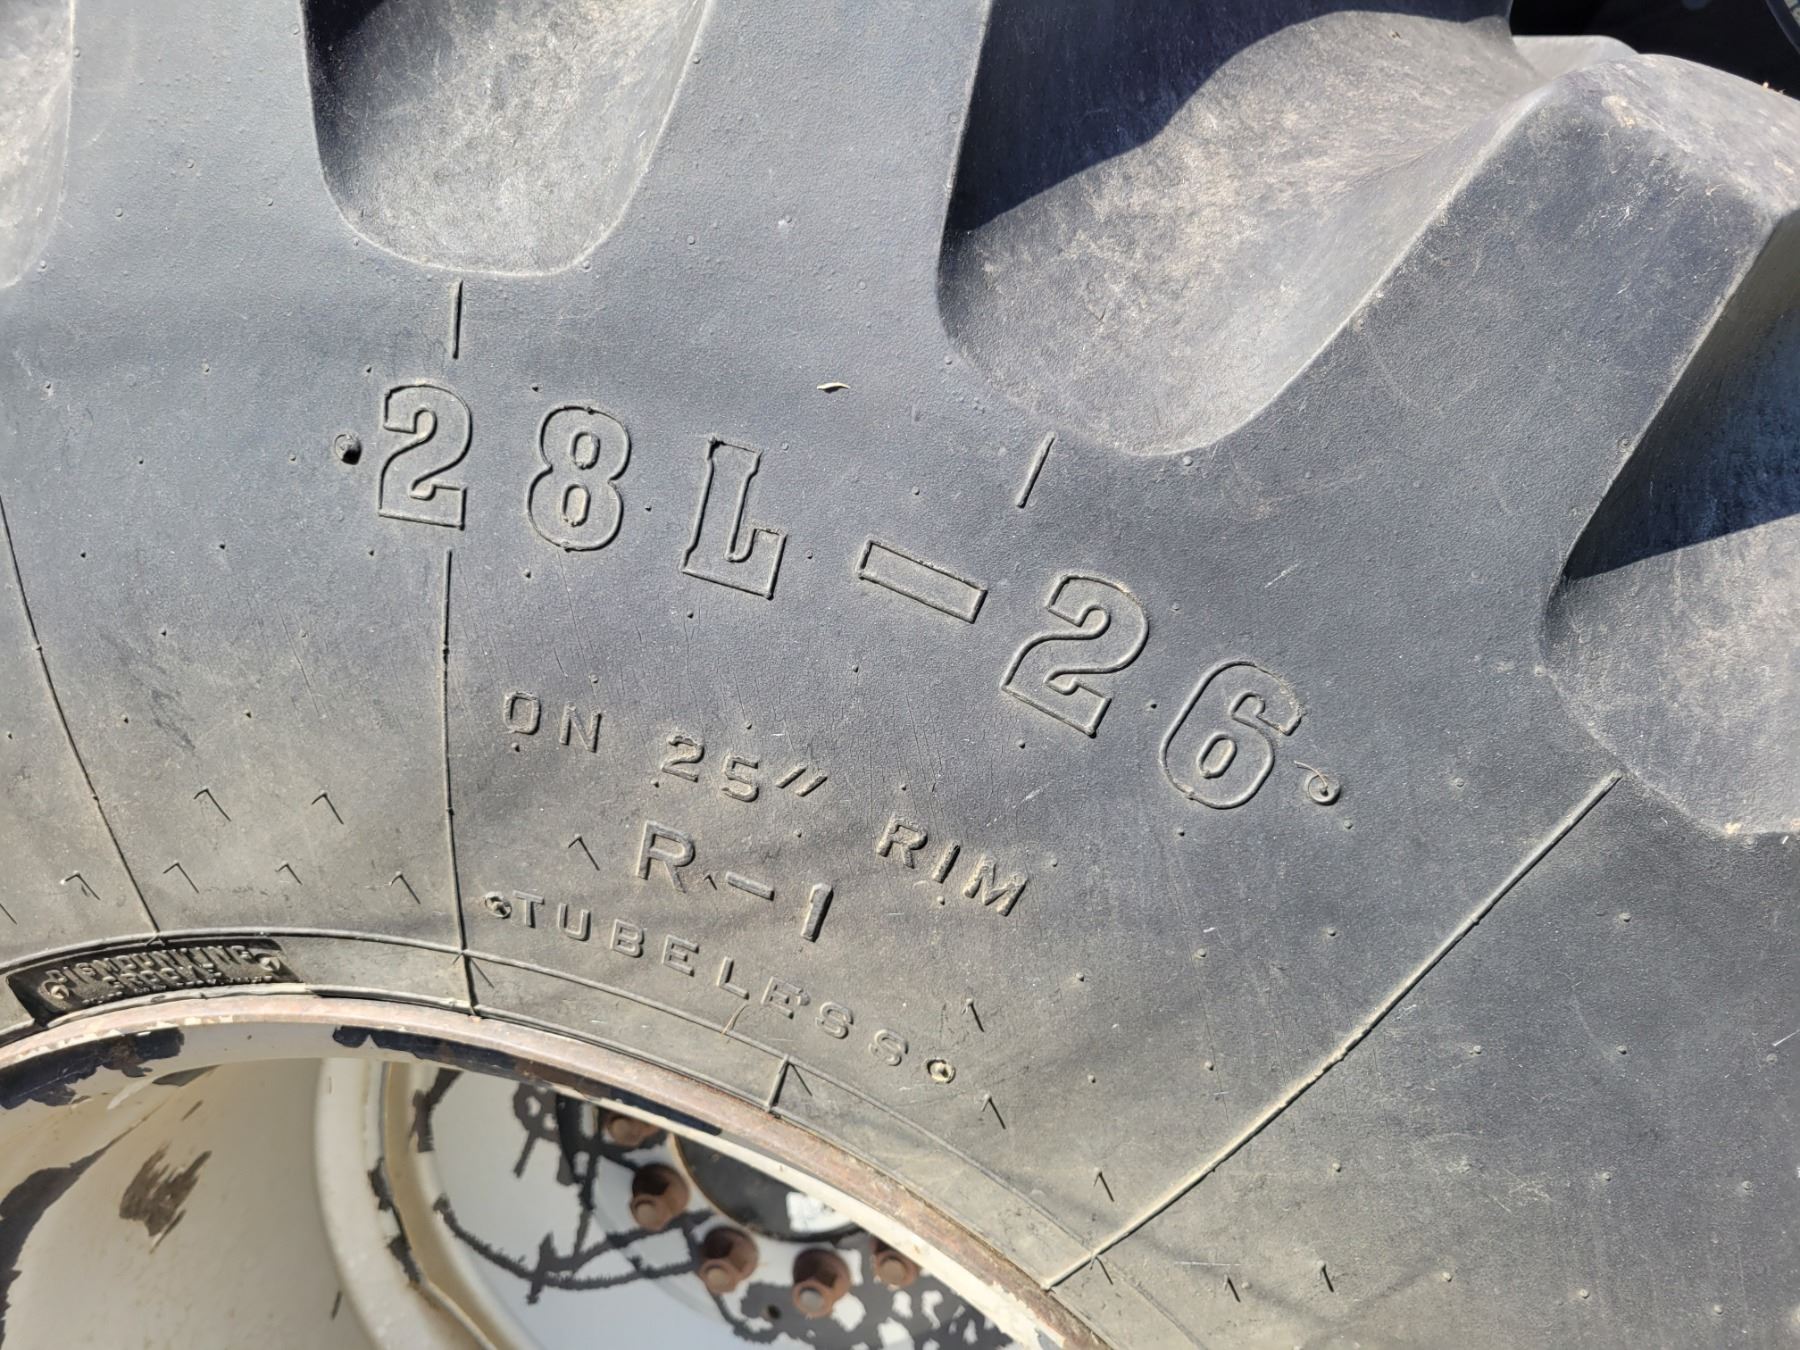 28L-26
ON 25" RIM
R-1
TUBELESS